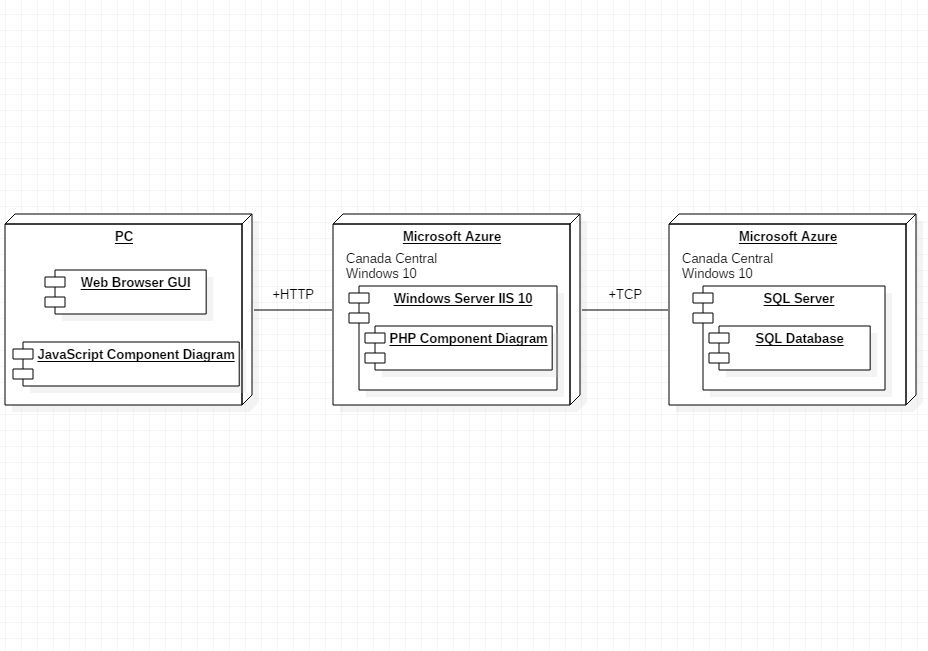 PC
Web Browser GUI
JavaScript Component Diagram
+HTTP
Microsoft Azure
Canada Central
Windows 10
Windows Server IIS 10
PHP Component Diagram
+TCP
Microsoft Azure
Canada Central
Windows 10
SQL Server
SQL Database